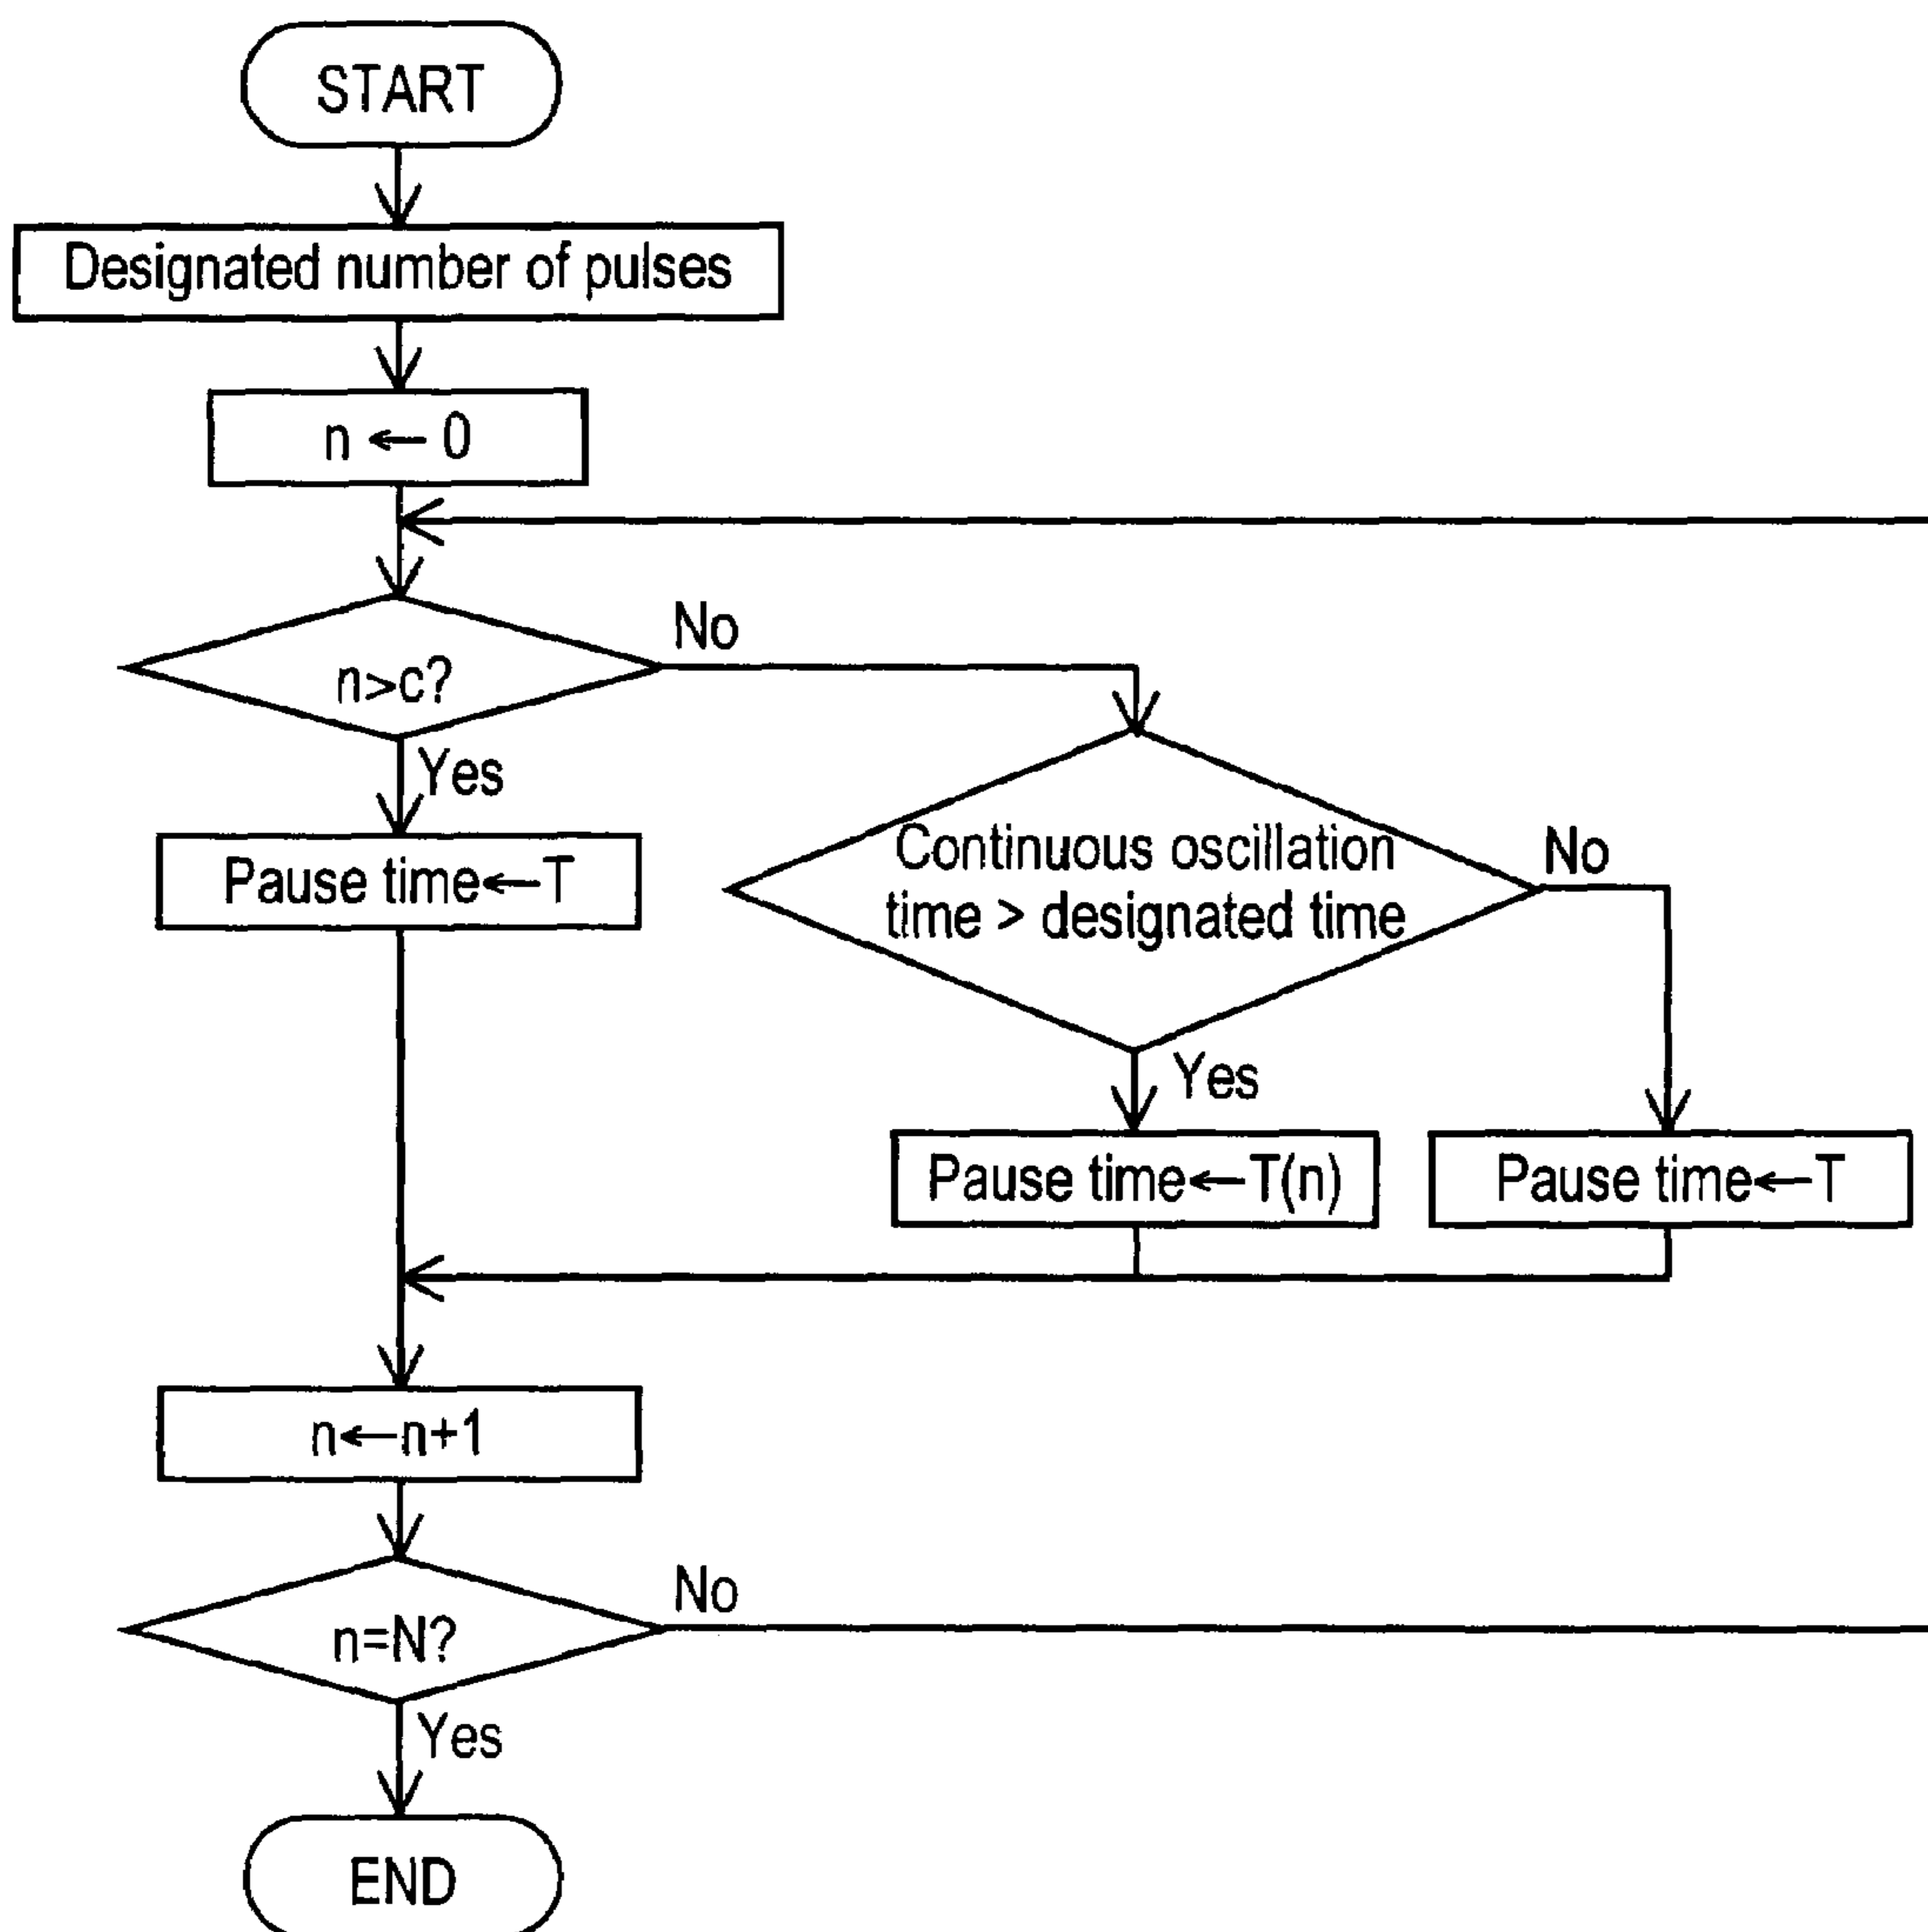 START
Designated number of pulses
n ← 0
n>c?
No
Yes
Pause time←T
Continuous oscillation
time > designated time
No
Yes
Pause time←T(n)
Pause time←T
n←n+1
n=N?
No
Yes
END